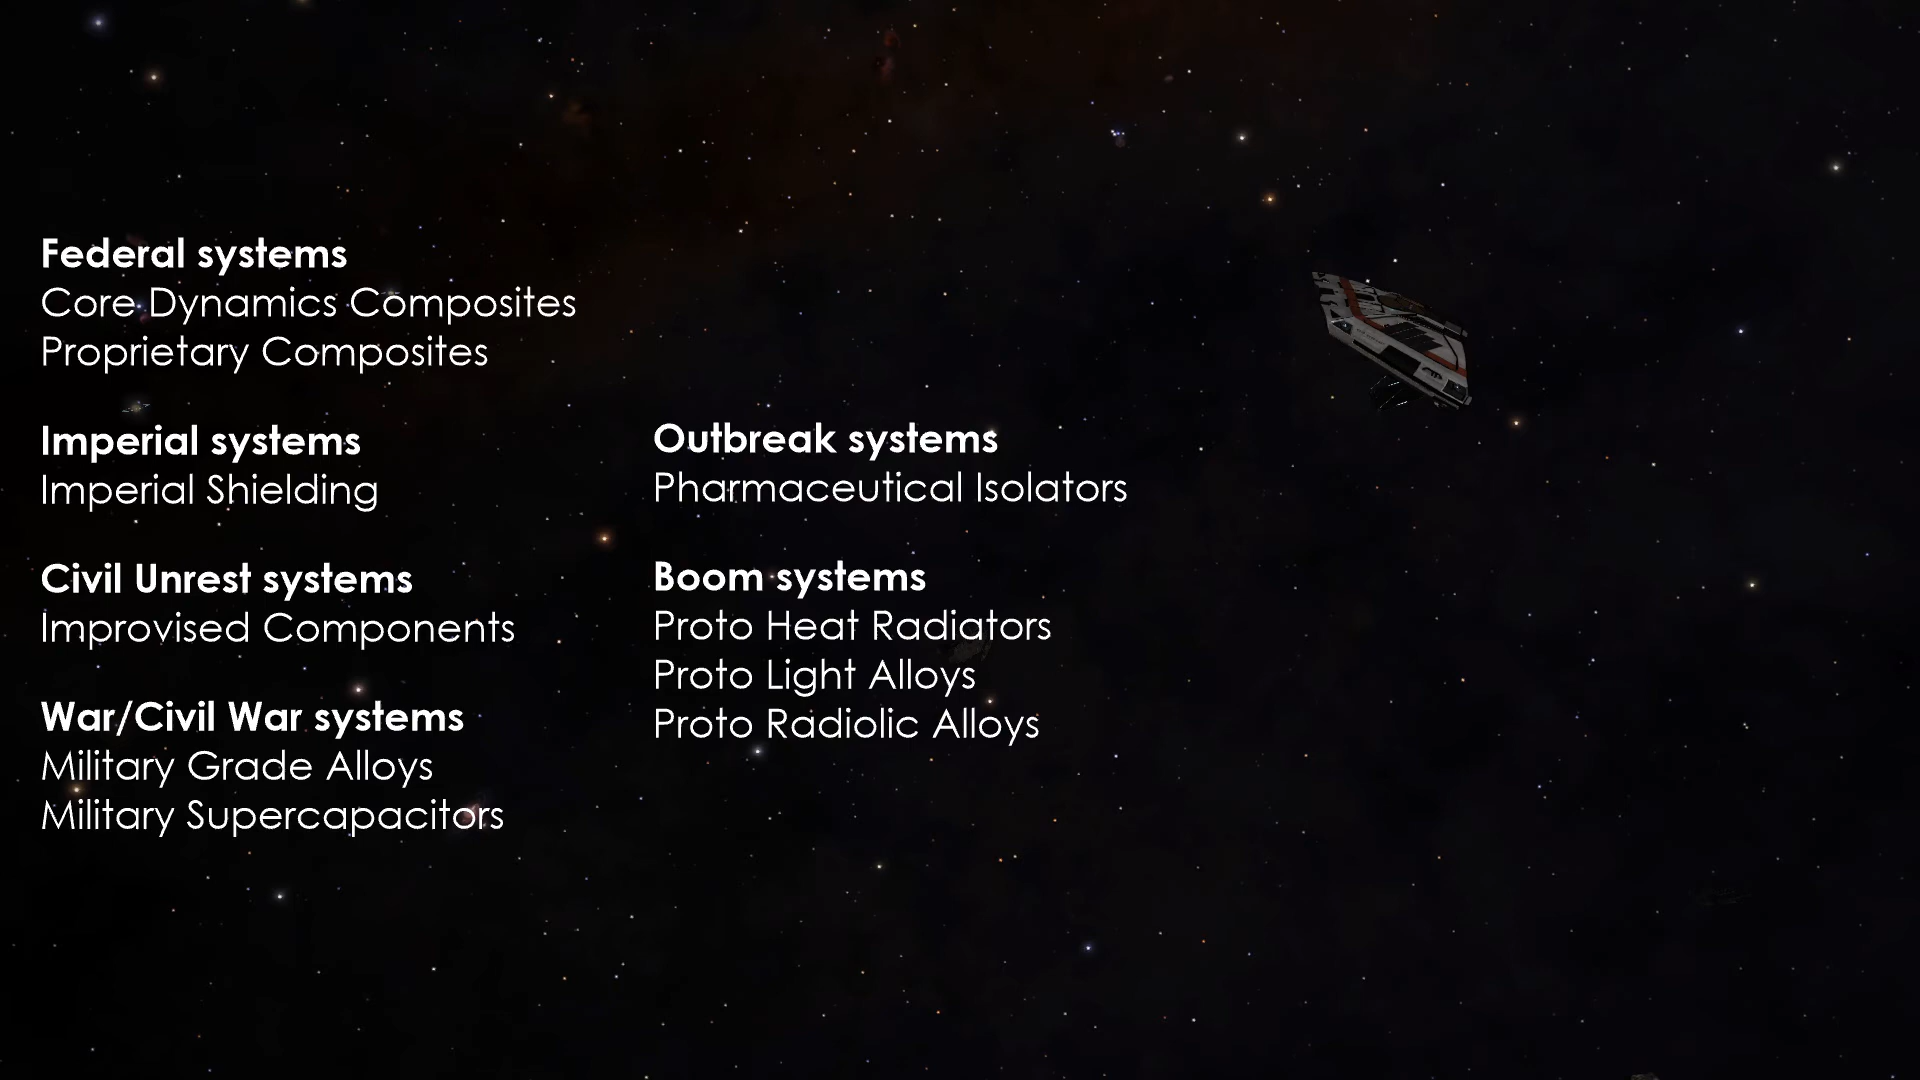 Federal systems
Core Dynamics Composites
Proprietary Composites
Imperial systems
Imperial Shielding
Civil Unrest systems
Improvised Components
War/Civil War systems
Military Grade Alloys
Military Supercapacitors
Outbreak systems
Pharmaceutical Isolators
Boom systems
Proto Heat Radiators
Proto Light Alloys
Proto Radiolic Alloys